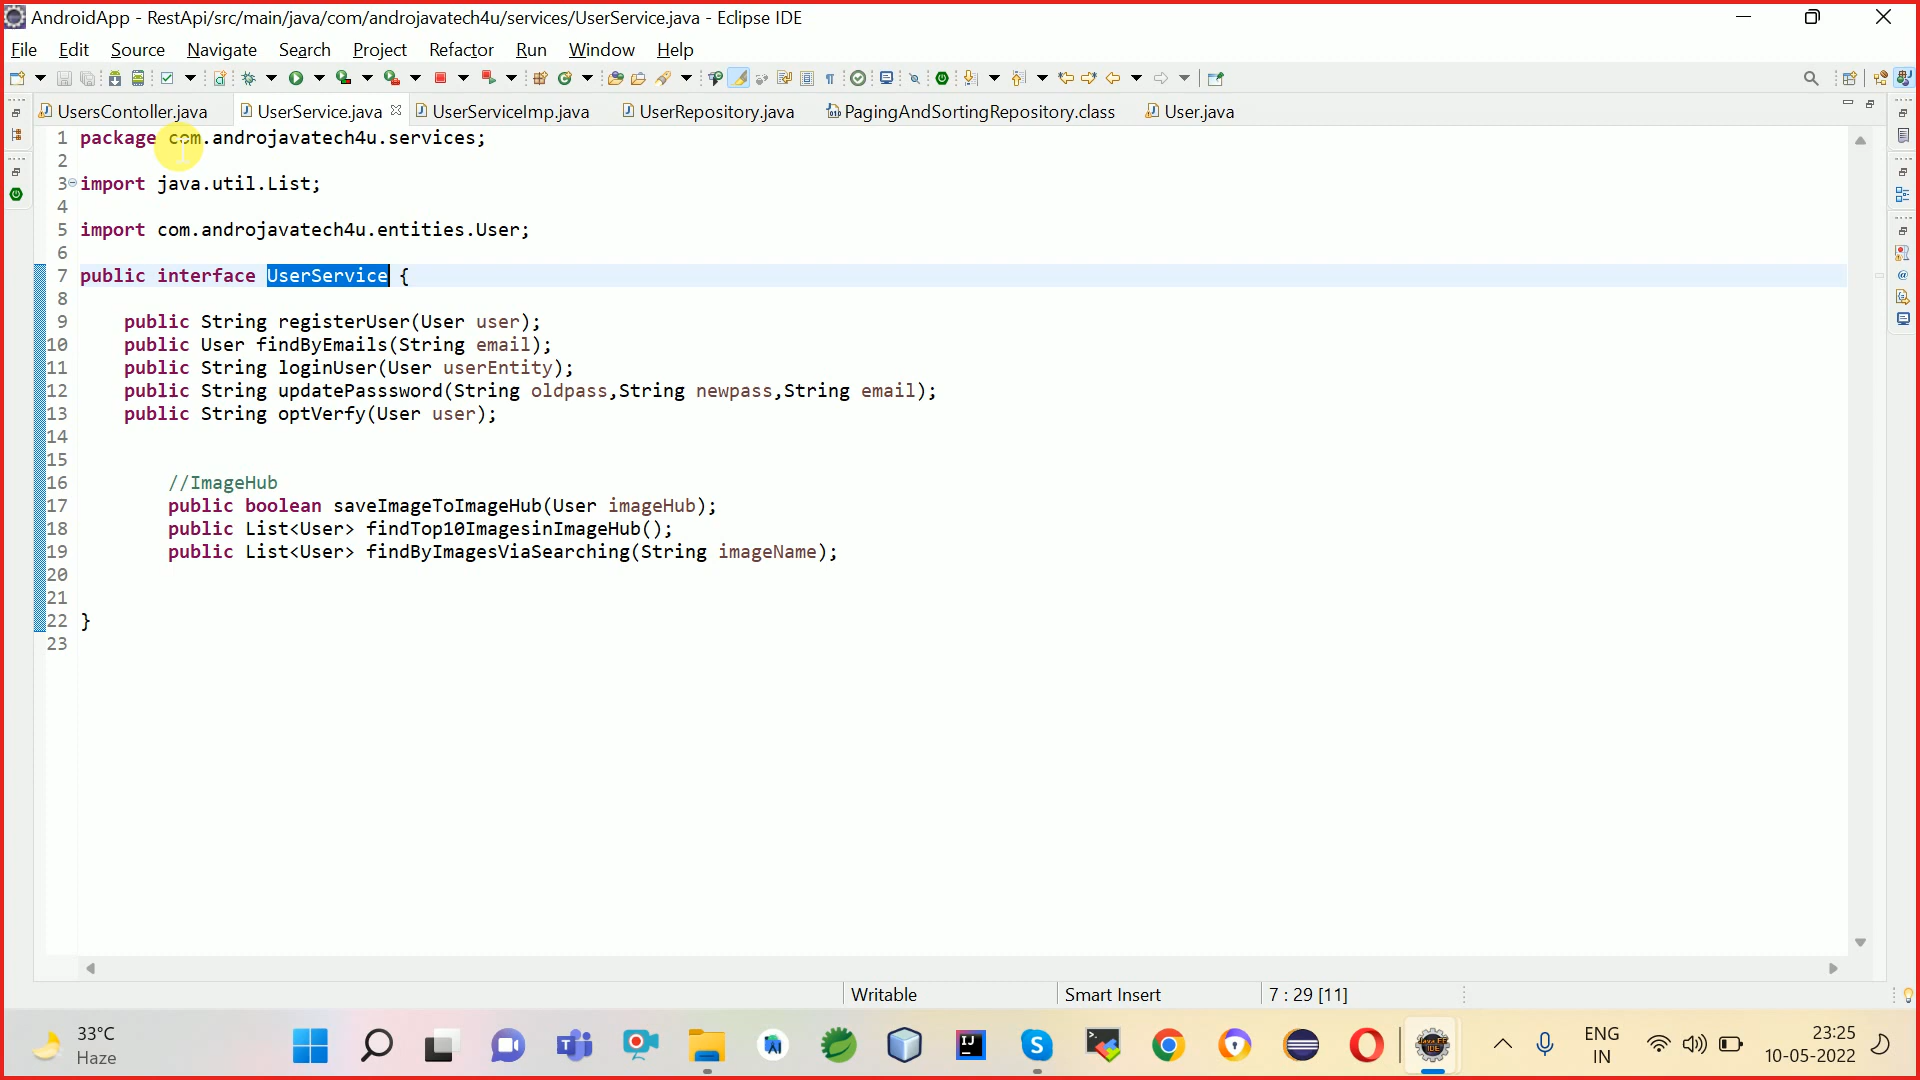 AndroidApp - RestApi/src/main/java/com/androjavatech4u/services/UserService.java - Eclipse IDE
File Edit Source Navigate Search Project Refactor Run Window Help
UsersContoller.java UserService.java UserServiceImp.java UserRepository.java PagingAndSortingRepository.class User.java
1 package com.androjavatech4u.services;
2
3 import java.util.List;
4
5 import com.androjavatech4u.entities.User;
6
7 public interface UserService {
8
9 public String registerUser(User user);
10 public User findByEmails(String email);
11 public String loginUser(User userEntity);
12 public String updatePasssword(String oldpass,String newpass,String email);
13 public String optVerfy(User user);
14
15
16 //ImageHub
17 public boolean saveImageToImageHub(User imageHub);
18 public List<User> findTop10ImagesinImageHub();
19 public List<User> findByImagesViaSearching(String imageName);
20
21
22 }
23
Writable Smart Insert 7 : 29 [11]
33°C
Haze
ENG
IN
23:25
10-05-2022